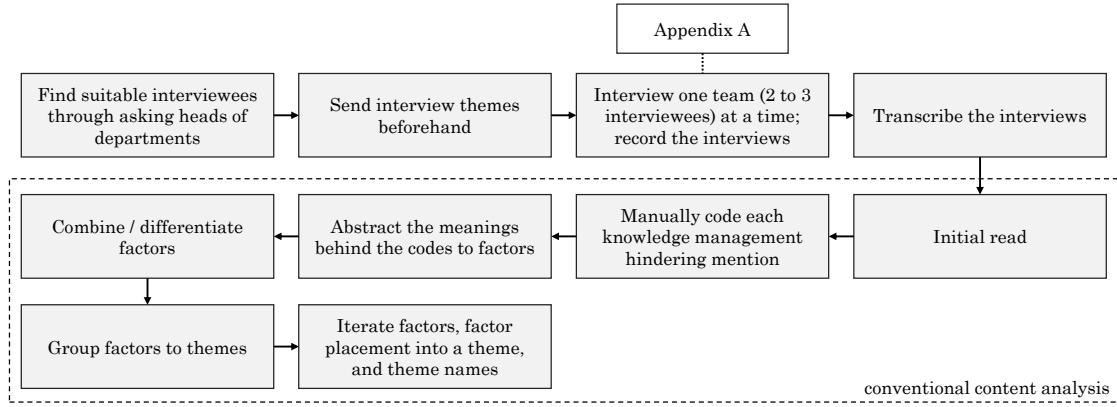 Appendix A
Find suitable interviewees
through asking heads of
departments
Send interview themes
beforehand
Interview one team (2 to 3
interviewees) at a time;
record the interviews
Transcribe the interviews
Initial read
Manually code each
knowledge management
hindering mention
Abstract the meanings
behind the codes to factors
Combine / differentiate
factors
Group factors to themes
Iterate factors, factor
placement into a theme,
and theme names
conventional content analysis